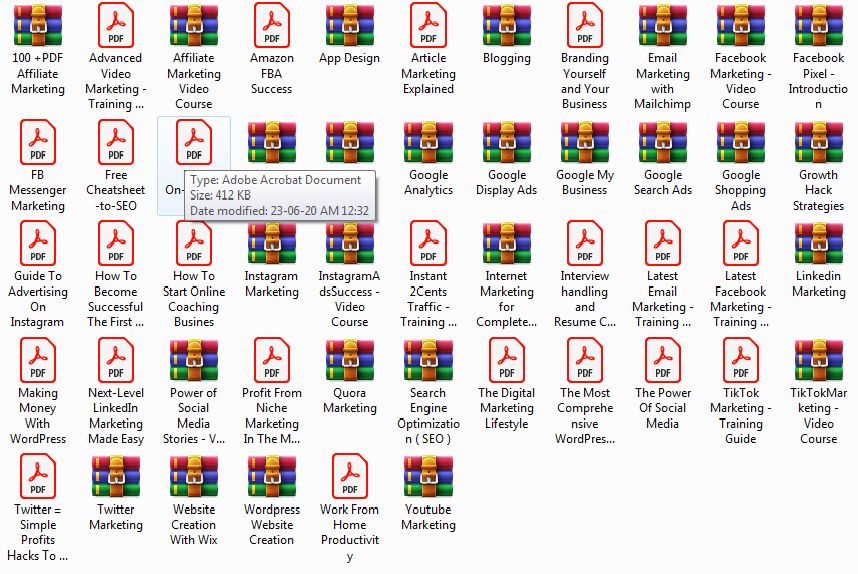 100 +PDF
Affiliate
Marketing
PDF
Advanced
Video
Marketing -
Training ...
Affiliate
Marketing
Video
Course
PDF
Amazon
FBA
Success
App Design
PDF
Article
Marketing
Explained
Blogging
PDF
Branding
Yourself
and Your
Business
Email
Marketing
with
Mailchimp
Facebook
Marketing -
Video
Course
Facebook
Pixel -
Introductio
n
PDF
FB
Messenger
Marketing
PDF
Free
Cheatsheet
-to-SEO
PDF
On-
Type: Adobe Acrobat Document
Size: 412 KB
Date modified: 23-06-20 AM 12:32
Google
Analytics
Google
Display Ads
Google My
Business
Google
Search Ads
Google
Shopping
Ads
Growth
Hack
Strategies
PDF
Guide To
Advertising
On
Instagram
PDF
How To
Become
Successful
The First ...
PDF
How To
Start Online
Coaching
Busines
Instagram
Marketing
InstagramA
dsSuccess -
Video
Course
PDF
Instant
2Cents
Traffic -
Training ...
Internet
Marketing
for
Complete...
PDF
Interview
handling
and
Resume C...
PDF
Latest
Email
Marketing -
Training ...
PDF
Latest
Facebook
Marketing -
Training ...
Linkedin
Marketing
PDF
Making
Money
With
WordPress
PDF
Next-Level
LinkedIn
Marketing
Made Easy
Power of
Social
Media
Stories - V...
PDF
Profit From
Niche
Marketing
In The M...
Quora
Marketing
Search
Engine
Optimizatio
n ( SEO )
PDF
The Digital
Marketing
Lifestyle
PDF
The Most
Comprehe
nsive
WordPres...
PDF
The Power
Of Social
Media
PDF
TikTok
Marketing -
Training
Guide
TikTokMar
keting -
Video
Course
PDF
Twitter =
Simple
Profits
Hacks To ...
Twitter
Marketing
Website
Creation
With Wix
Wordpress
Website
Creation
PDF
Work From
Home
Productivit
y
Youtube
Marketing